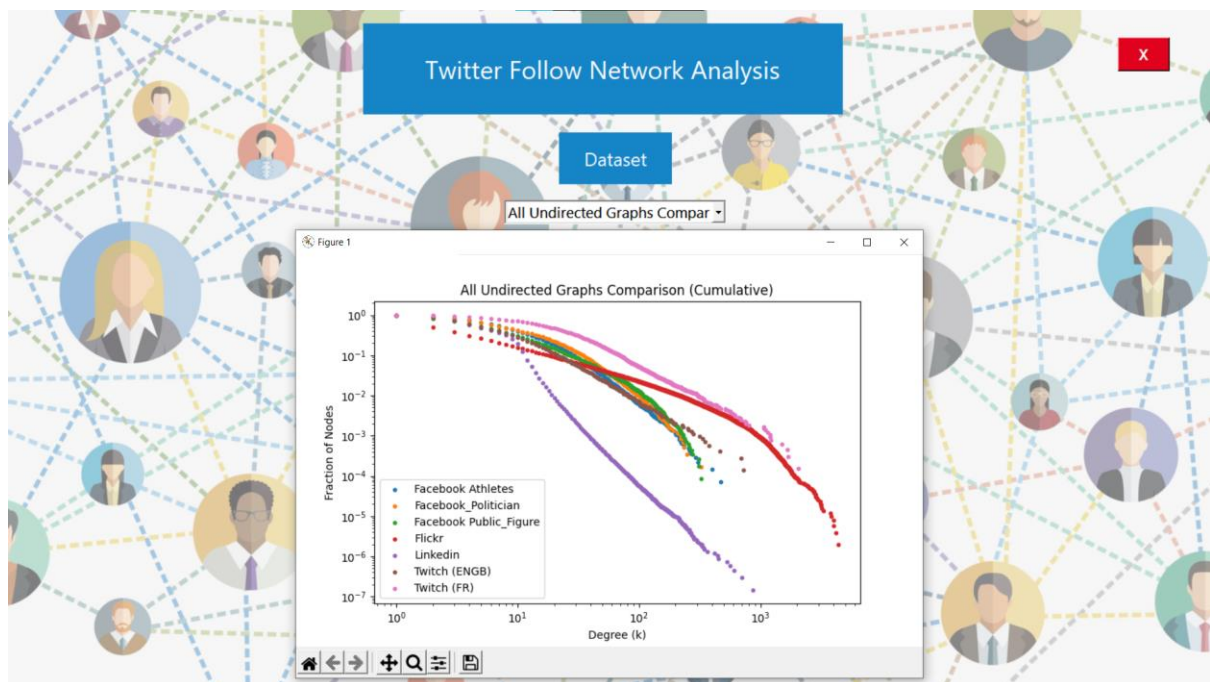 Twitter Follow Network Analysis
X
Dataset
All Undirected Graphs Compar
Figure 1
All Undirected Graphs Comparison (Cumulative)
10⁰
10⁻¹
10⁻²
10⁻³
10⁻⁴
10⁻⁵
10⁻⁶
10⁻⁷
Fraction of Nodes
Facebook Athletes
Facebook_Politician
Facebook Public_Figure
Flickr
Linkedin
Twitch (ENGB)
Twitch (FR)
10⁰ 10¹ 10² 10³
Degree (k)